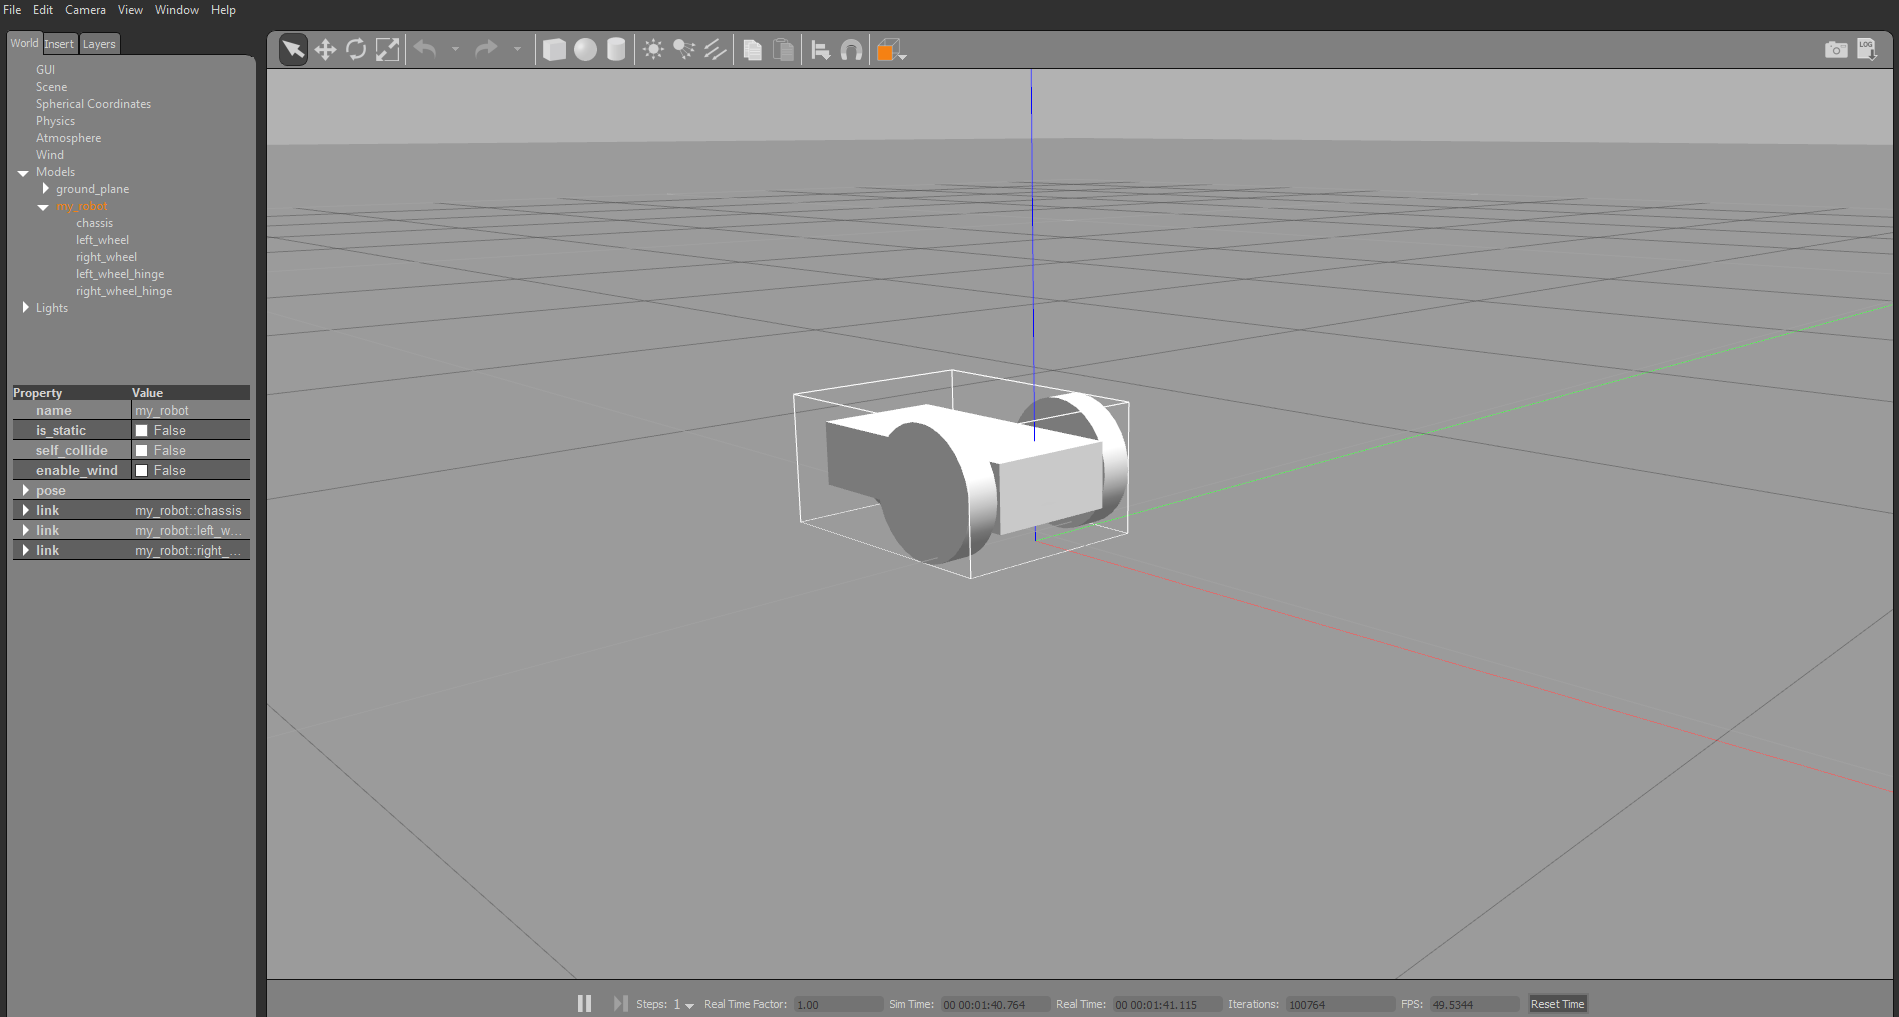 File Edit Camera View Window Help
World Insert Layers
LOG
GUI
Scene
Spherical Coordinates
Physics
Atmosphere
Wind
Models
ground_plane
my_robot
chassis
left_wheel
right_wheel
left_wheel_hinge
right_wheel_hinge
Lights
Property Value
name my_robot
is_static False
self_collide False
enable_wind False
pose
link my_robot::chassis
link my_robot::left_w...
link my_robot::right_...
Steps: 1 Real Time Factor: 1.00 Sim Time: 00 00:01:40.764 Real Time: 00 00:01:41.115 Iterations: 100764 FPS: 49.5344 Reset Time